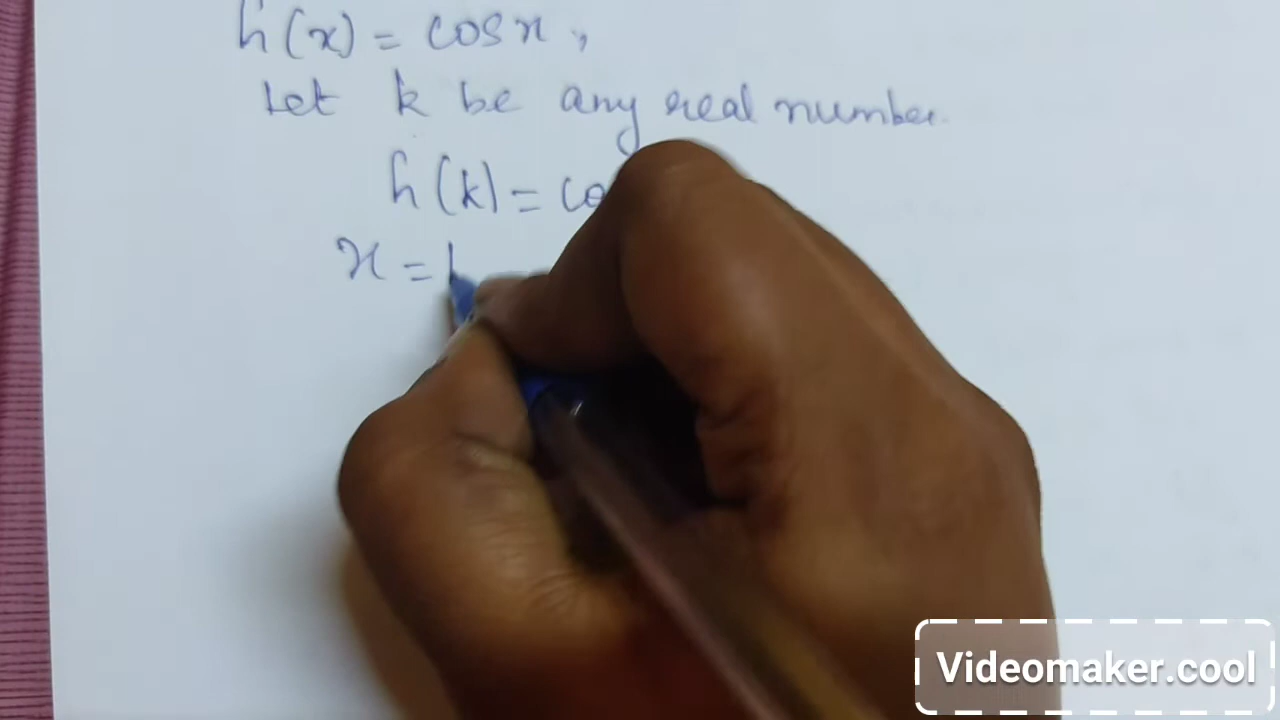 h(x) = cos x,
Let k be any real number.
h(k) = co
x =
Videomaker.cool